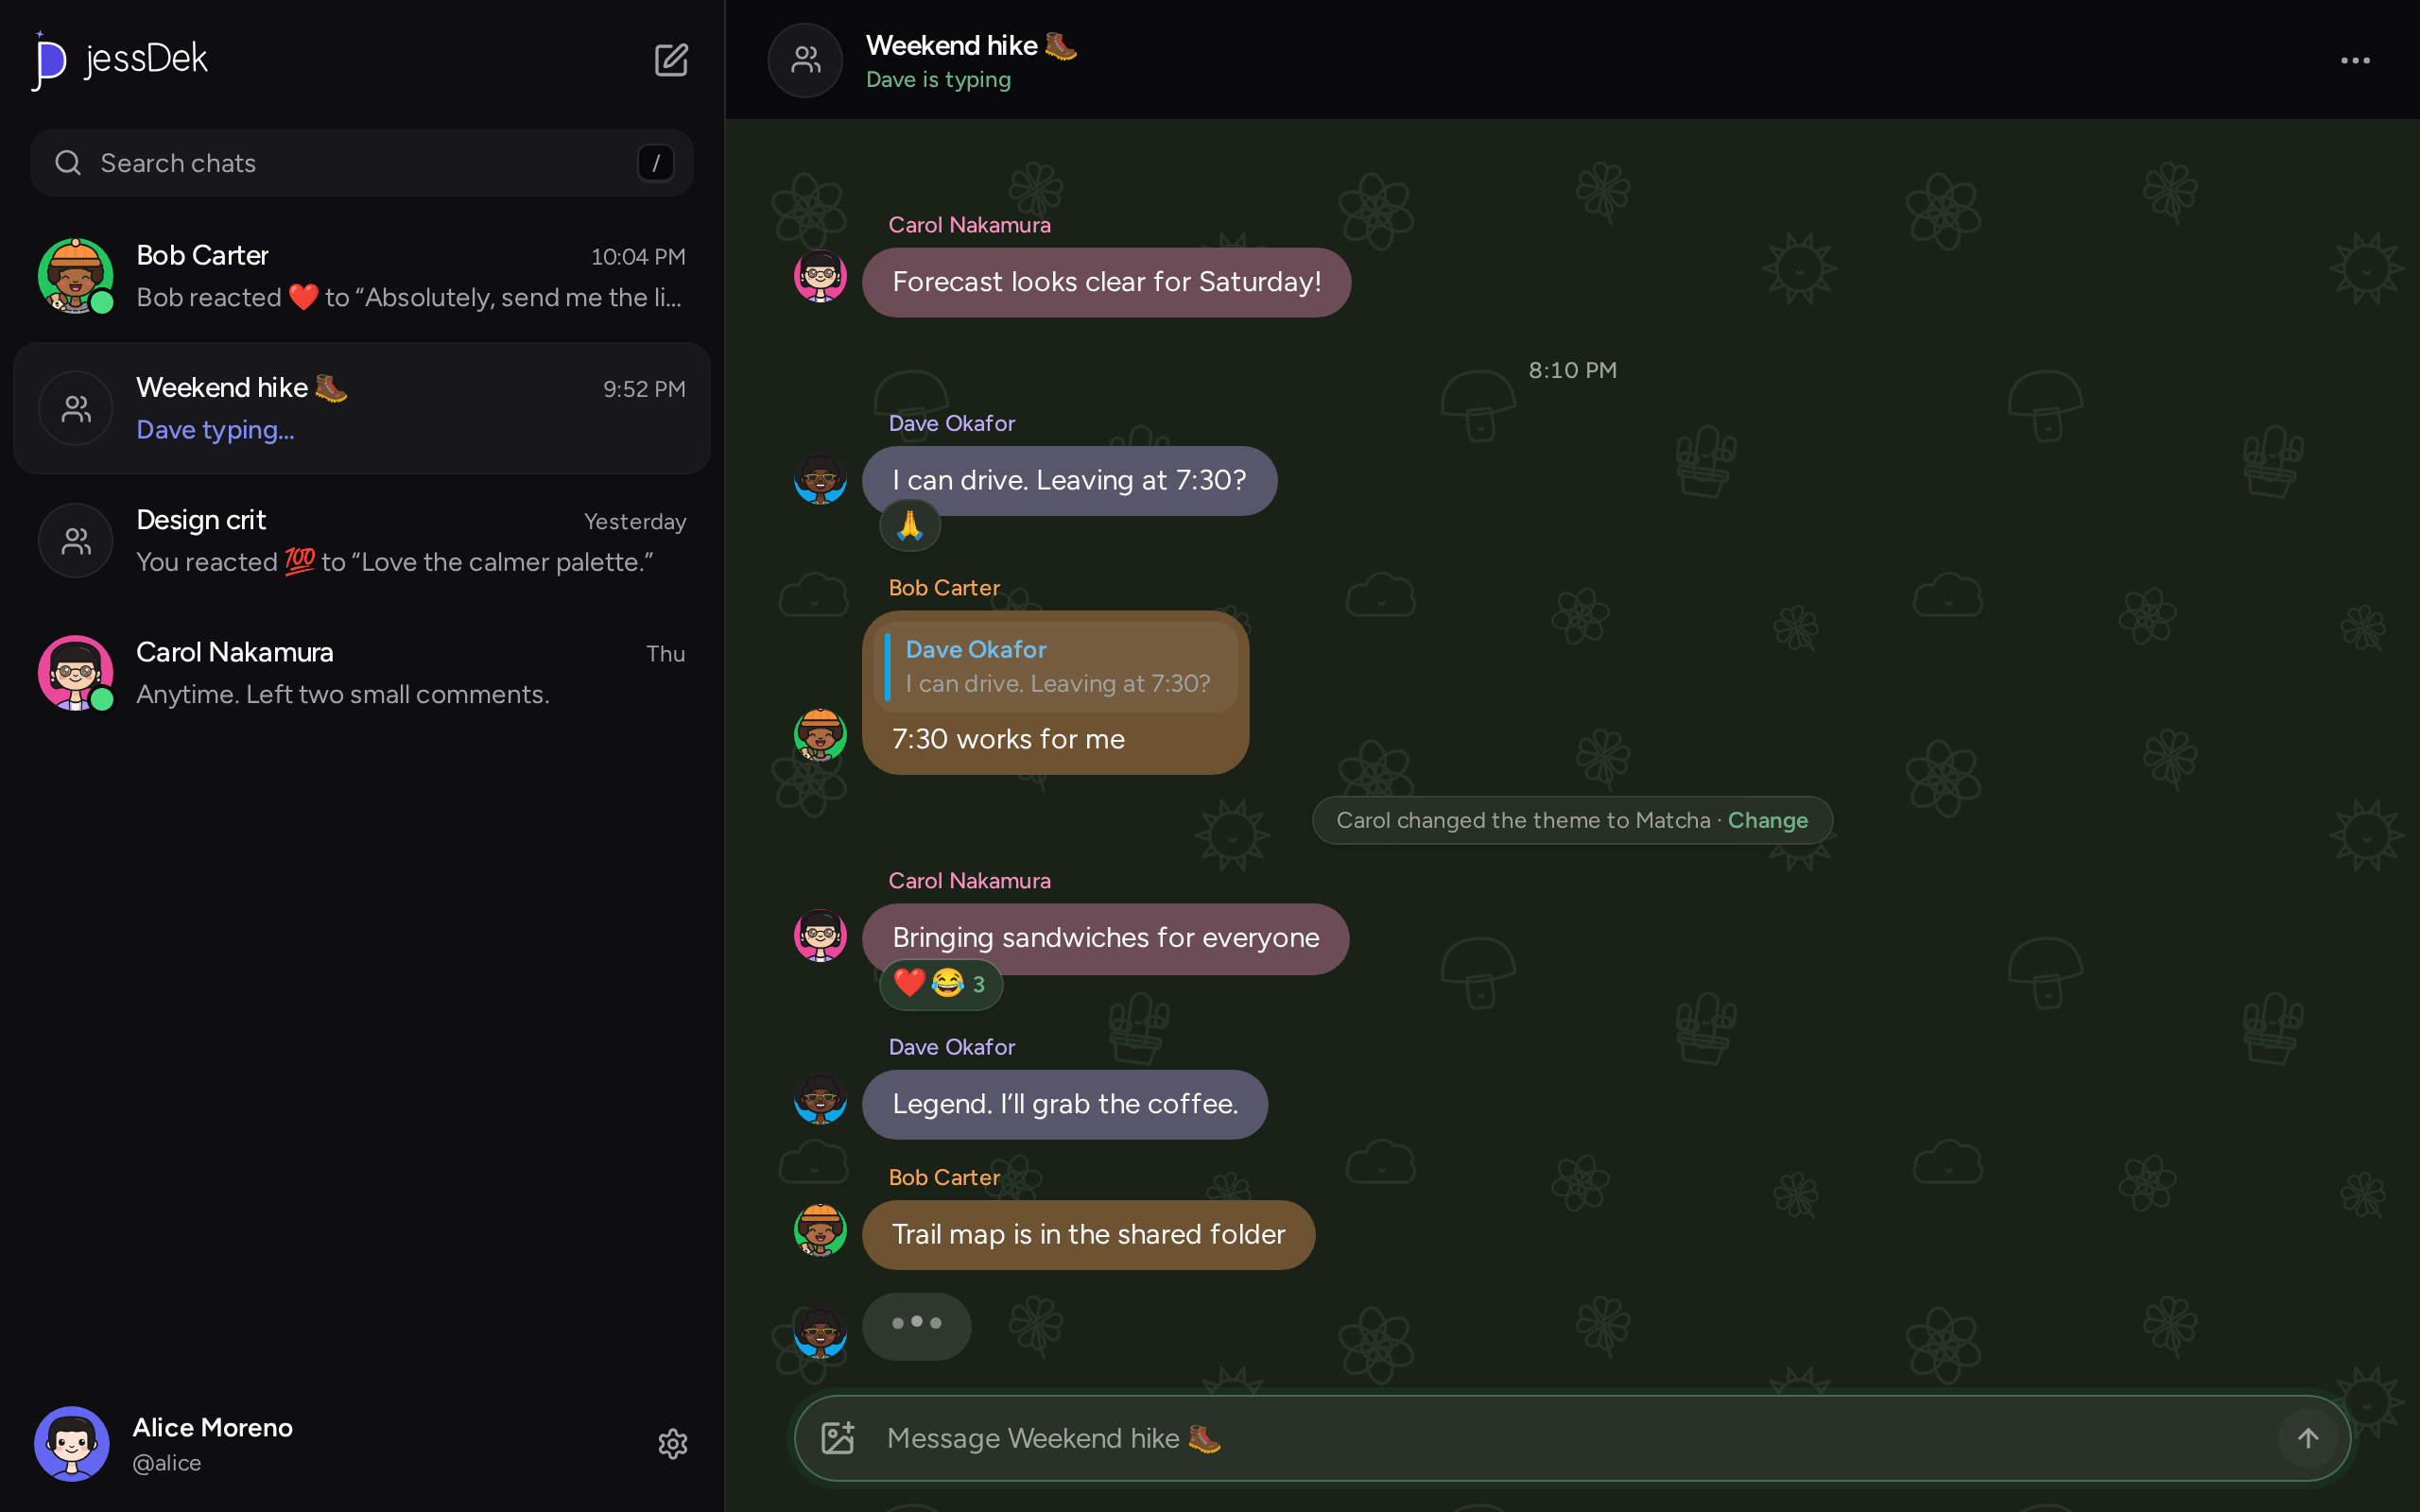 jessDek
Search chats
/
Bob Carter
10:04 PM
Bob reacted ❤️ to “Absolutely, send me the li...
Weekend hike 🥾
9:52 PM
Dave typing...
Design crit
Yesterday
You reacted 💯 to “Love the calmer palette.”
Carol Nakamura
Thu
Anytime. Left two small comments.
Alice Moreno
@alice
Weekend hike 🥾
Dave is typing
Carol Nakamura
Forecast looks clear for Saturday!
8:10 PM
Dave Okafor
I can drive. Leaving at 7:30?
🙏
Bob Carter
Dave Okafor
I can drive. Leaving at 7:30?
7:30 works for me
Carol changed the theme to Matcha · Change
Carol Nakamura
Bringing sandwiches for everyone
❤️😂 3
Dave Okafor
Legend. I’ll grab the coffee.
Bob Carter
Trail map is in the shared folder
Message Weekend hike 🥾